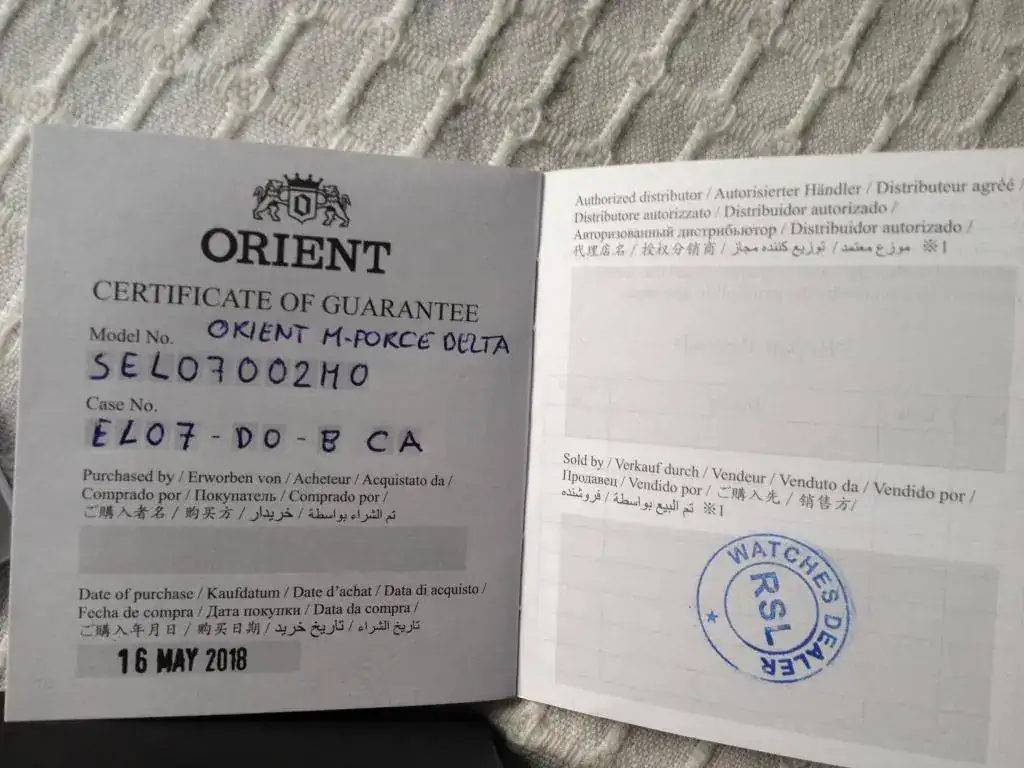 ORIENT
CERTIFICATE OF GUARANTEE
Model No. ORIENT M-FORCE DELTA
SEL07002H0
Case No.
EL07-D0-B CA
Purchased by / Erworben von / Acheteur / Acquistato da /
Comprado por / Покупатель / Comprado por /
ご購入者名 / 购买方 / خریدار / تم الشراء بواسطة
Date of purchase / Kaufdatum / Date d'achat / Data di acquisto /
Fecha de compra / Дата покупки / Data da compra /
ご購入年月日 / 购买日期 / تاریخ خرید / تاريخ الشراء
16 MAY 2018
Authorized distributor / Autorisierter Händler / Distributeur agréé /
Distributore autorizzato / Distribuidor autorizado /
Авторизованный дистрибьютор / Distribuidor autorizado /
代理店名 / 授权分销商 / توزیع کننده مجاز / موزع معتمد ※1
Sold by / Verkauf durch / Vendeur / Venduto da / Vendido por /
Продавец / Vendido por / ご購入先 / 销售方 /
فروشنده / تم البيع بواسطة ※1
WATCHES DEALER
RSL